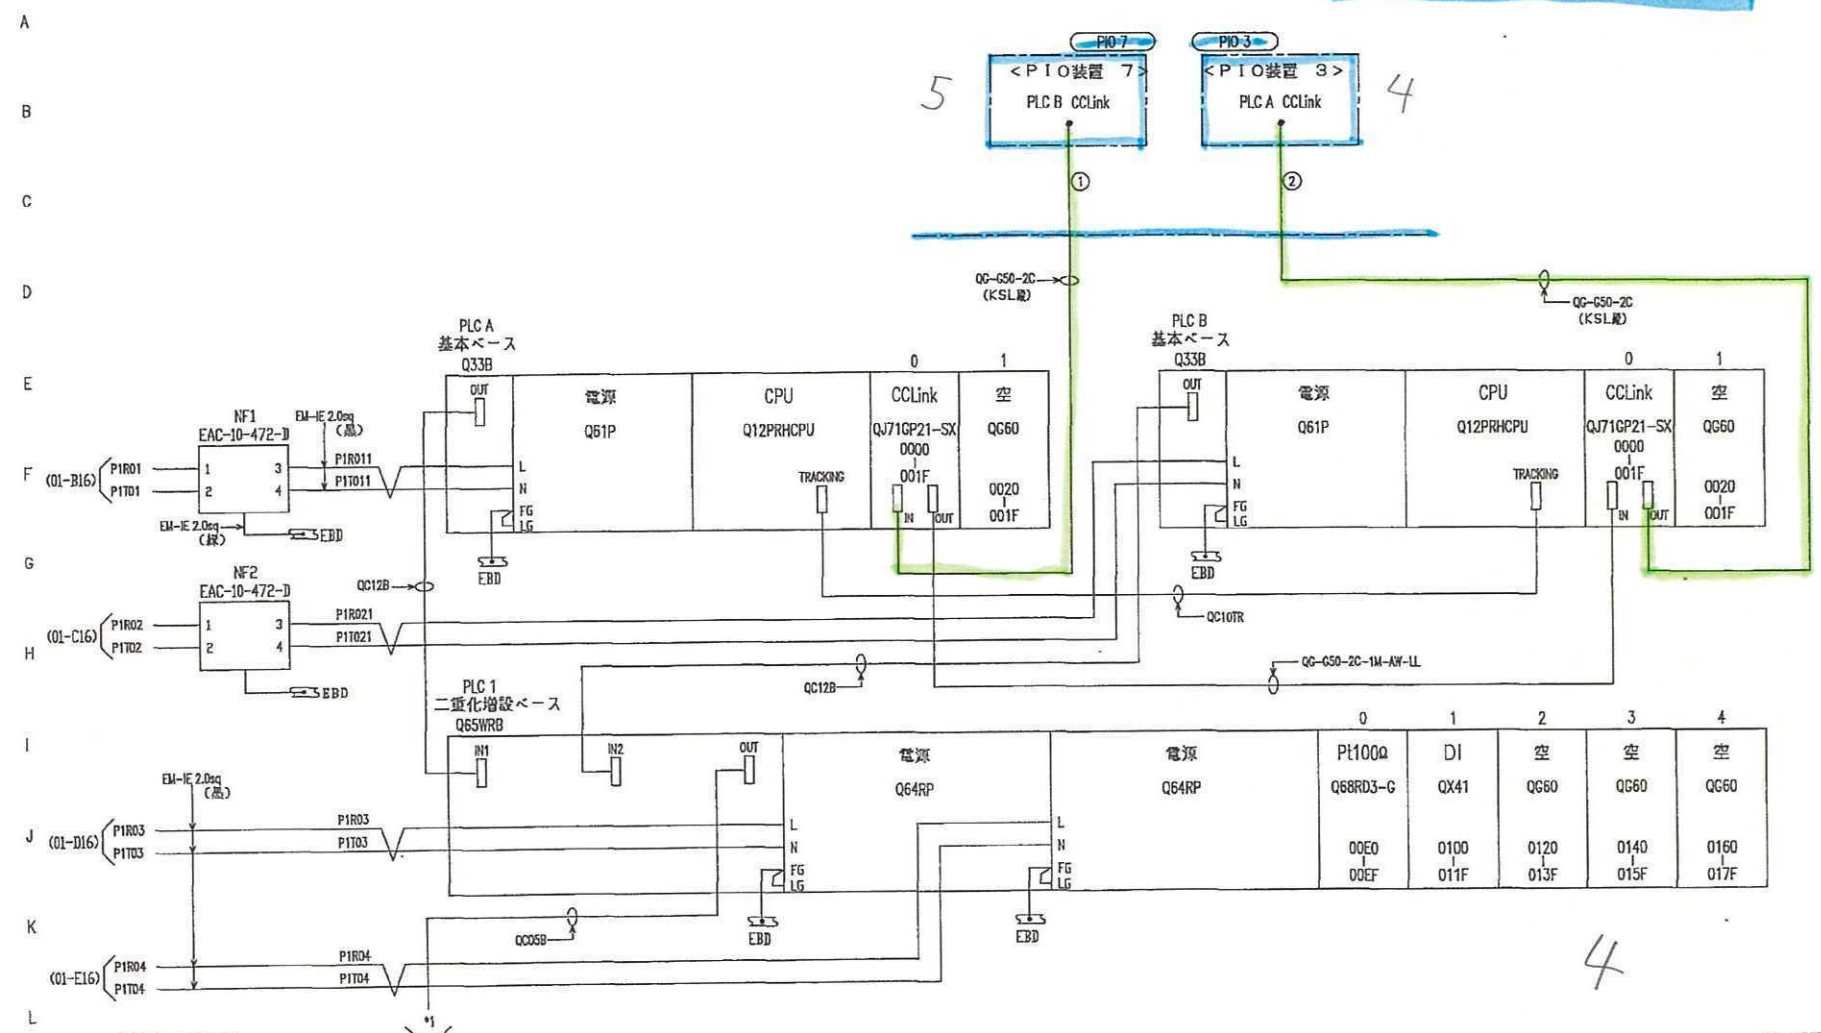 A
PIO 7
PIO 3
<PIO装置 7>
<PIO装置 3>
5
PLC B CCLink
PLC A CCLink
4
B
①
②
C
QG-G50-2C
(KSL殿)
QG-G50-2C
(KSL殿)
D
PLC A
基本ベース
Q33B
PLC B
基本ベース
Q33B
0
1
0
1
E
OUT
電源
Q61P
CPU
Q12PRHCPU
CCLink
QJ71GP21-SX
0000
001F
空
QG60
0020
001F
OUT
電源
Q61P
CPU
Q12PRHCPU
CCLink
QJ71GP21-SX
0000
001F
空
QG60
0020
001F
NF1
EAC-10-472-D
EM-IE 2.0sq
(黒)
F
(01-B16)
P1R01
P1T01
1
2
3
4
P1R011
P1T011
L
N
FG
LG
TRACKING
IN
OUT
L
N
FG
LG
TRACKING
IN
OUT
EM-IE 2.0sq
(緑)
EBD
G
EBD
EBD
NF2
EAC-10-472-D
QC12B
QC10TR
H
(01-C16)
P1R02
P1T02
1
2
3
4
P1R021
P1T021
EBD
QC12B
QG-G50-2C-1M-AW-LL
PLC 1
二重化増設ベース
Q65WRB
0
1
2
3
4
I
IN1
IN2
OUT
電源
Q64RP
電源
Q64RP
Pt100Ω
Q68RD3-G
00E0
00EF
DI
QX41
0100
011F
空
QG60
0120
013F
空
QG60
0140
015F
空
QG60
0160
017F
EM-IE 2.0sq
(黒)
J
(01-D16)
P1R03
P1T03
P1R03
P1T03
L
N
FG
LG
L
N
FG
LG
K
QC05B
EBD
EBD
4
(01-E16)
P1R04
P1T04
P1R04
P1T04
L
*1